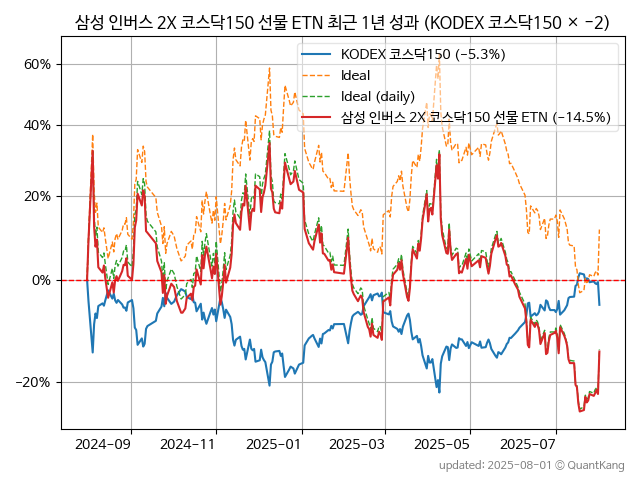 삼성 인버스 2X 코스닥150 선물 ETN 최근 1년 성과 (KODEX 코스닥150 × −2)
KODEX 코스닥150 (−5.3%)
Ideal
Ideal (daily)
삼성 인버스 2X 코스닥150 선물 ETN (−14.5%)
60%
40%
20%
0%
−20%
2024−09
2024−11
2025−01
2025−03
2025−05
2025−07
updated: 2025−08−01 © QuantKang